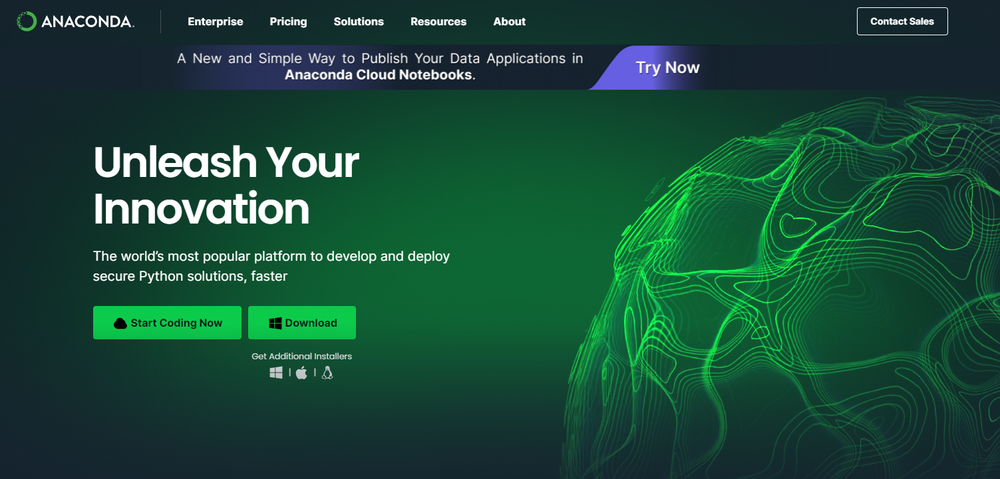 ANACONDA.
Enterprise
Pricing
Solutions
Resources
About
Contact Sales
A New and Simple Way to Publish Your Data Applications in
Anaconda Cloud Notebooks.
Try Now
Unleash Your
Innovation
The world’s most popular platform to develop and deploy
secure Python solutions, faster
Start Coding Now
Download
Get Additional Installers
| |